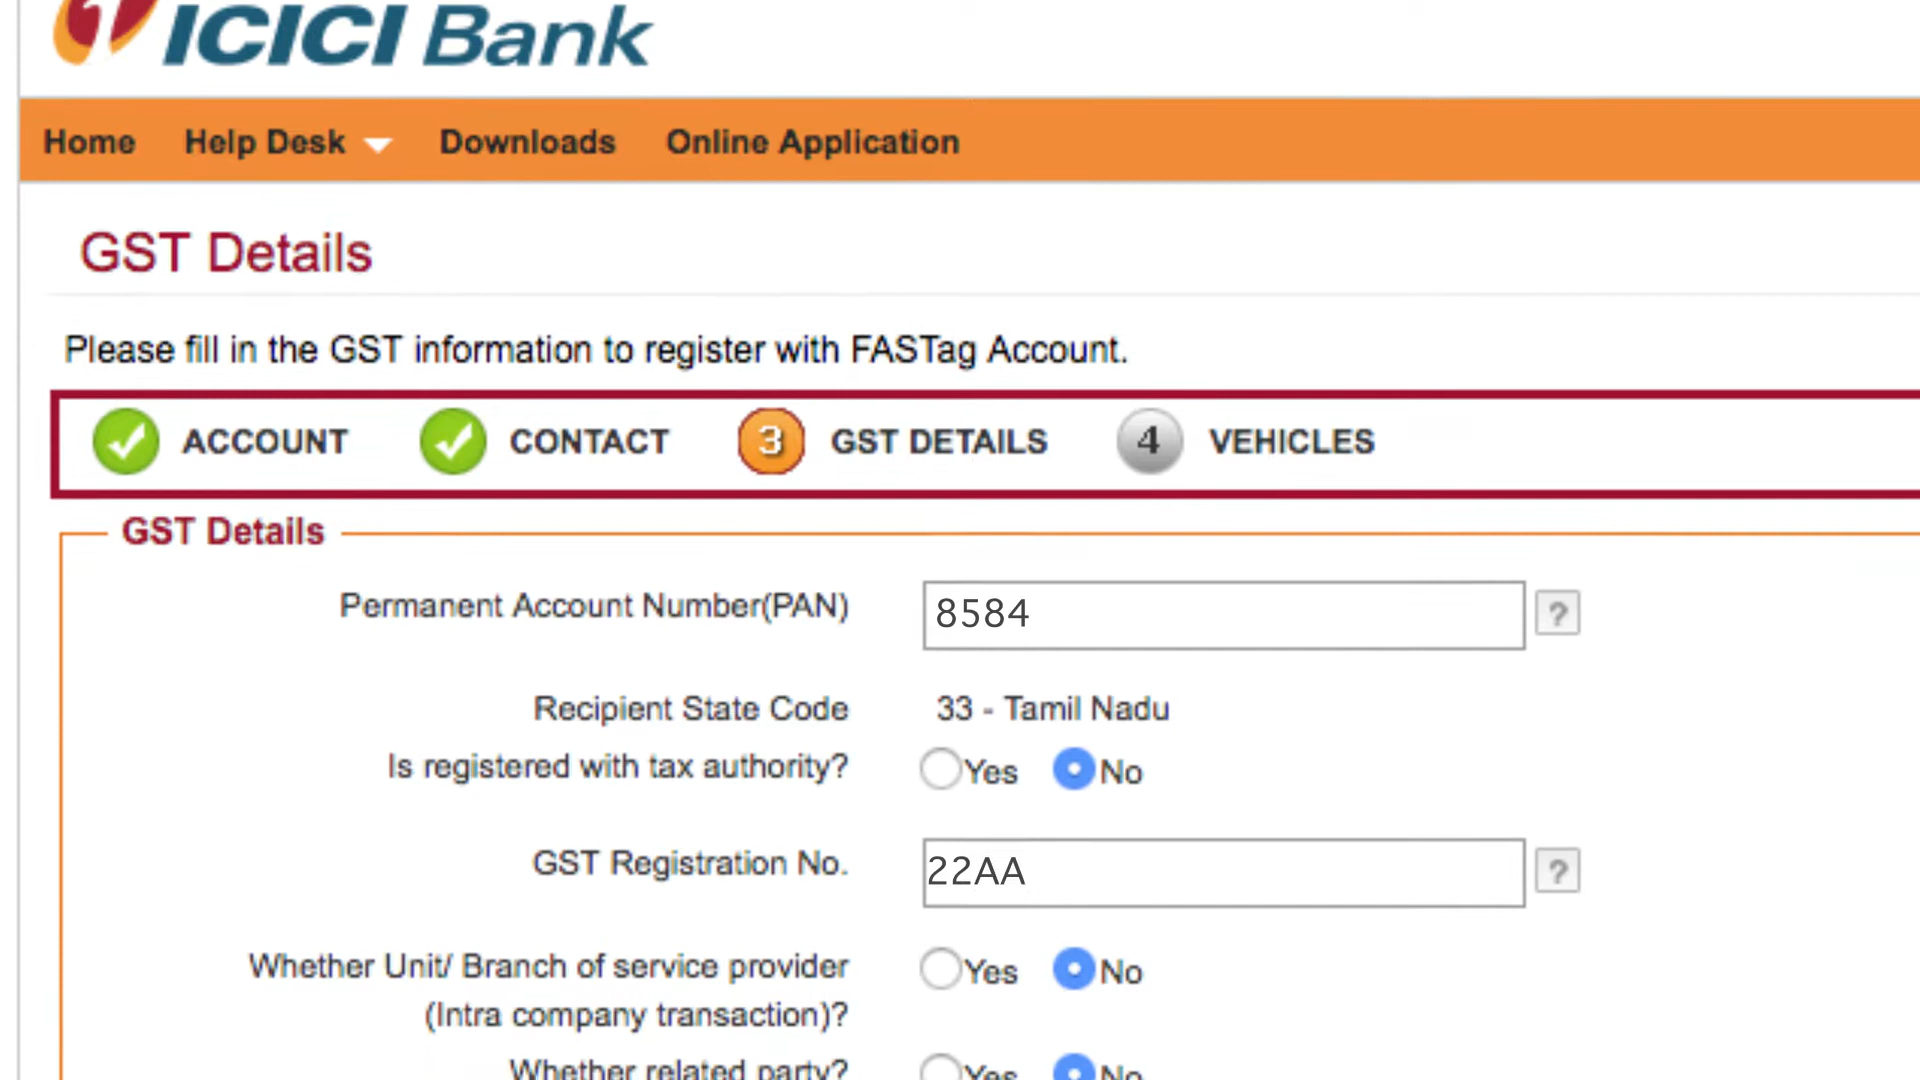 ICICI Bank
Home Help Desk Downloads Online Application
GST Details
Please fill in the GST information to register with FASTag Account.
ACCOUNT CONTACT 3 GST DETAILS 4 VEHICLES
GST Details
Permanent Account Number(PAN) 8584 ?
Recipient State Code 33 - Tamil Nadu
Is registered with tax authority? Yes No
GST Registration No. 22AA ?
Whether Unit/ Branch of service provider Yes No
(Intra company transaction)?
Whether related party? Yes No